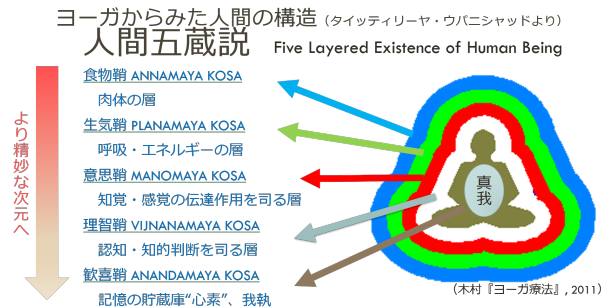 ヨーガからみた人間の構造（タイッティリーヤ・ウパニシャッドより）
人間五蔵説 Five Layered Existence of Human Being
より精妙な次元へ
食物鞘 ANNAMAYA KOSA
肉体の層
生気鞘 PLANAMAYA KOSA
呼吸・エネルギーの層
意思鞘 MANOMAYA KOSA
知覚・感覚の伝達作用を司る層
理智鞘 VIJNANAMAYA KOSA
認知・知的判断を司る層
歓喜鞘 ANANDAMAYA KOSA
記憶の貯蔵庫“心素”、我執
真我
（木村『ヨーガ療法』, 2011）